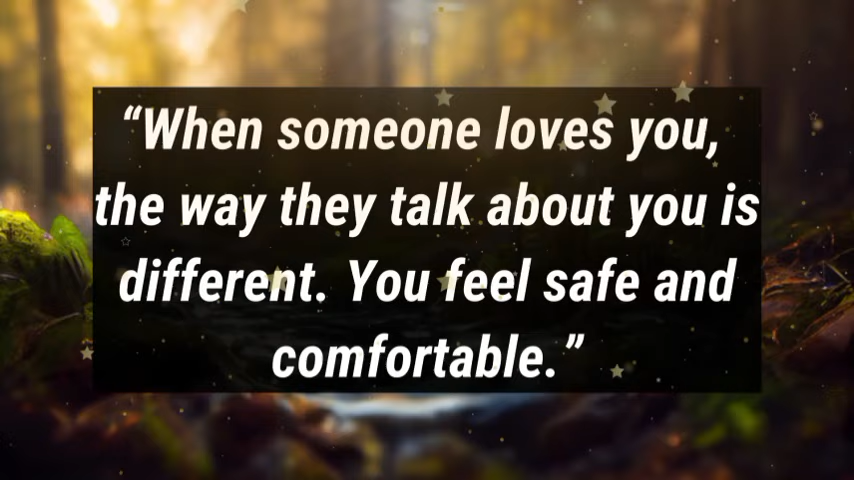 “When someone loves you,
the way they talk about you is
different. You feel safe and
comfortable.”